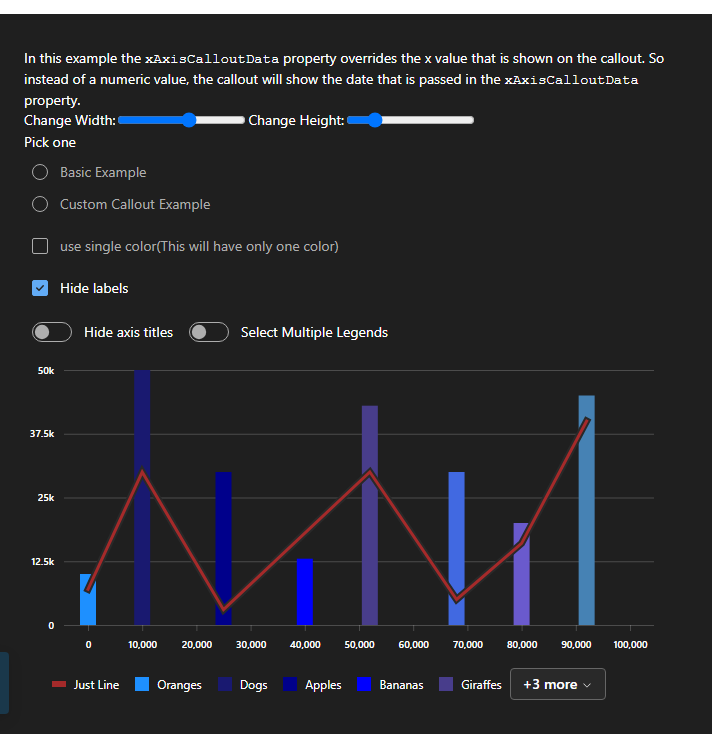 In this example the xAxisCalloutData property overrides the x value that is shown on the callout. So
instead of a numeric value, the callout will show the date that is passed in the xAxisCalloutData
property.
Change Width: Change Height:
Pick one
Basic Example
Custom Callout Example
use single color(This will have only one color)
Hide labels
Hide axis titles Select Multiple Legends
50k
37.5k
25k
12.5k
0
0 10,000 20,000 30,000 40,000 50,000 60,000 70,000 80,000 90,000 100,000
Just Line Oranges Dogs Apples Bananas Giraffes +3 more